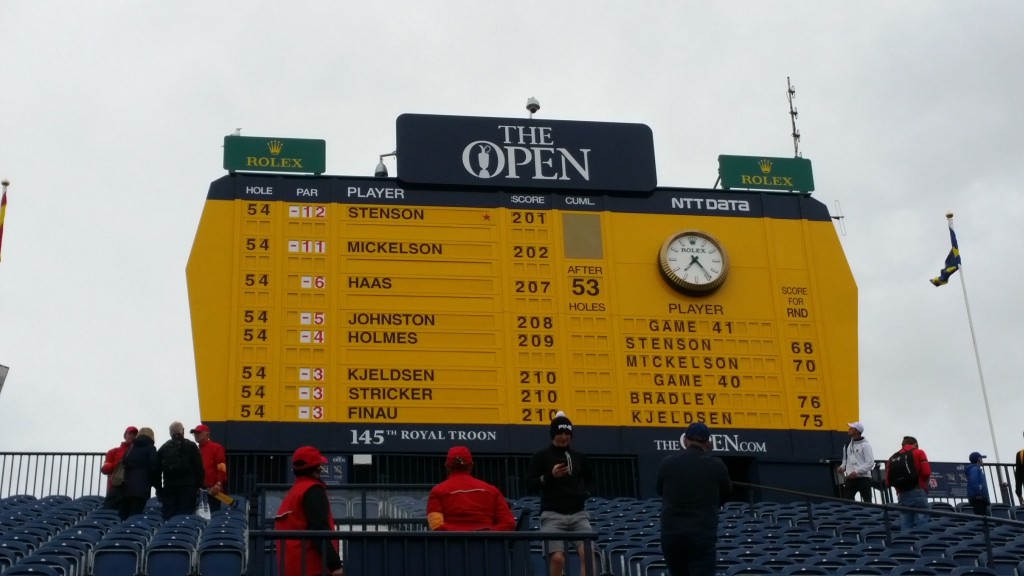 THE
OPEN
ROLEX
ROLEX
HOLE PAR PLAYER SCORE CUML NTT DATA
54 -12 STENSON 201
54 -11 MICKELSON 202
54 -6 HAAS 207
54 -5 JOHNSTON 208
54 -4 HOLMES 209
54 -3 KJELDSEN 210
54 -3 STRICKER 210
54 -3 FINAU 210
AFTER
53
HOLES
ROLEX
PLAYER
SCORE
FOR
RND
GAME 41
STENSON 68
MICKELSON 70
GAME 40
BRADLEY 76
KJELDSEN 75
145TH ROYAL TROON
THEOPEN.COM
PING